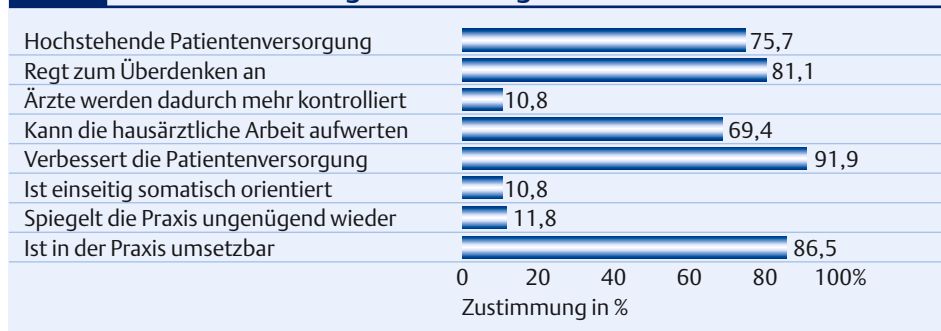 Hochstehende Patientenversorgung 75,7
Regt zum Überdenken an 81,1
Ärzte werden dadurch mehr kontrolliert 10,8
Kann die hausärztliche Arbeit aufwerten 69,4
Verbessert die Patientenversorgung 91,9
Ist einseitig somatisch orientiert 10,8
Spiegelt die Praxis ungenügend wieder 11,8
Ist in der Praxis umsetzbar 86,5
0 20 40 60 80 100%
Zustimmung in %